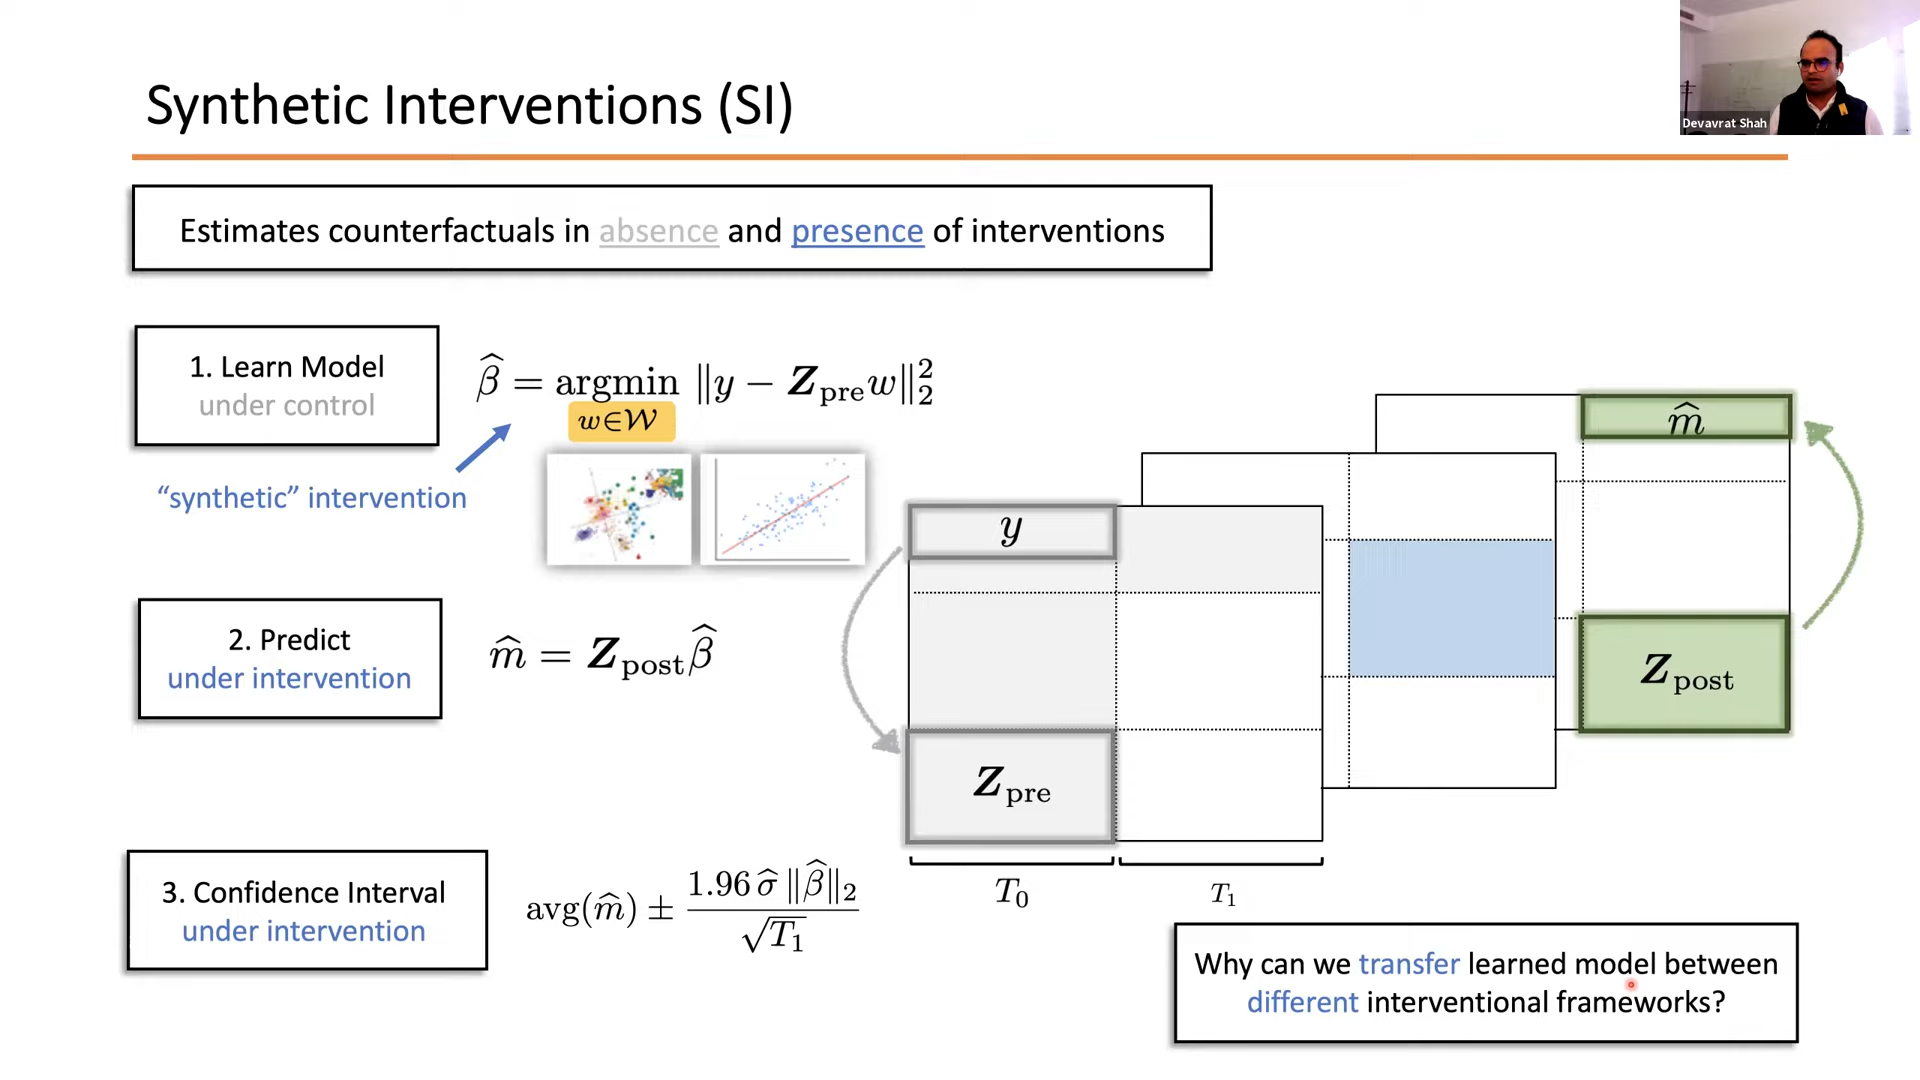 Synthetic Interventions (SI)
Devavrat Shah
Estimates counterfactuals in absence and presence of interventions
1. Learn Model
under control
β̂ = argmin ‖y − Z_pre w‖₂²
w∈𝒲
“synthetic” intervention
2. Predict
under intervention
m̂ = Z_post β̂
3. Confidence Interval
under intervention
avg(m̂) ± 1.96 σ̂ ‖β̂‖₂ / √T₁
m̂
y
Z_post
Z_pre
T₀
T₁
Why can we transfer learned model between
different interventional frameworks?